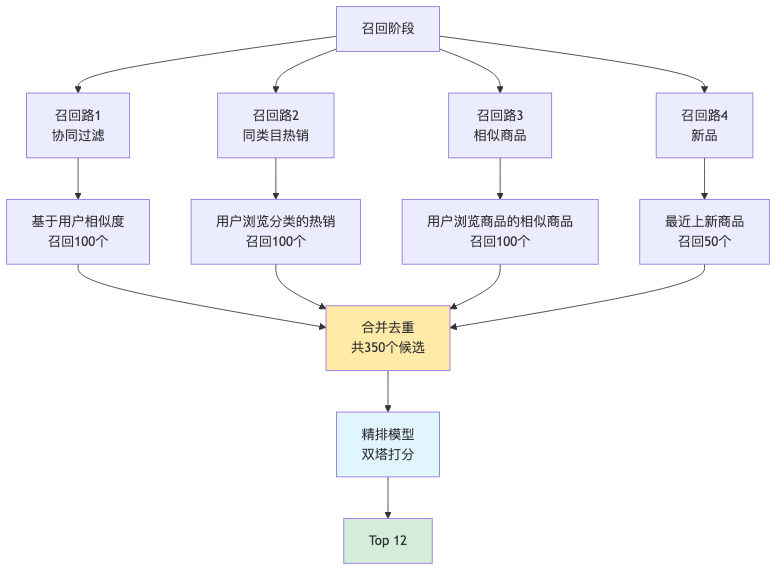 召回阶段
召回路1
协同过滤
召回路2
同类目热销
召回路3
相似商品
召回路4
新品
基于用户相似度
召回100个
用户浏览分类的热销
召回100个
用户浏览商品的相似商品
召回100个
最近上新商品
召回50个
合并去重
共350个候选
精排模型
双塔打分
Top 12